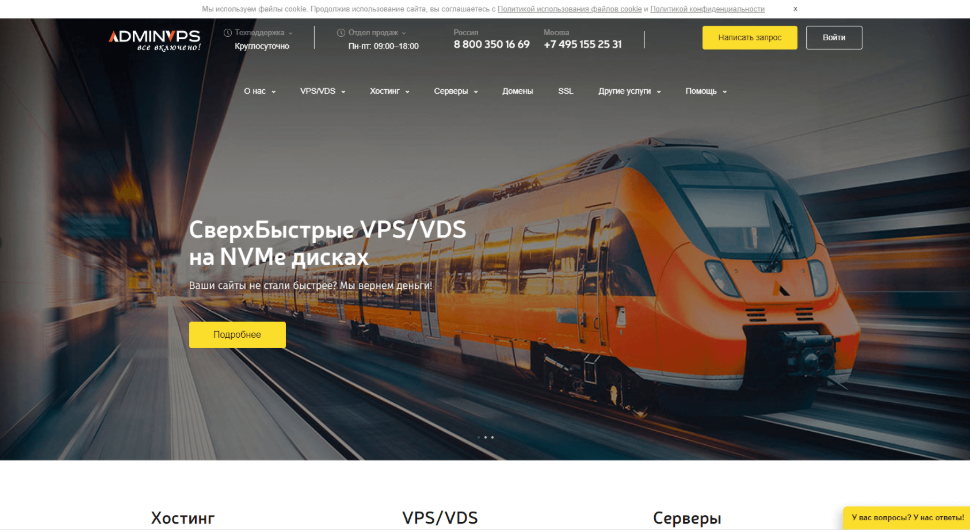 Мы используем файлы cookie. Продолжив использование сайта, вы соглашаетесь с Политикой использования файлов cookie и Политикой конфиденциальности x
ADMINVPS
все включено!
Техподдержка
Круглосуточно
Отдел продаж
Пн-пт: 09:00–18:00
Россия
8 800 350 16 69
Москва
+7 495 155 25 31
Написать запрос
Войти
О нас VPS/VDS Хостинг Серверы Домены SSL Другие услуги Помощь
СверхБыстрые VPS/VDS
на NVMe дисках
Ваши сайты не стали быстрее? Мы вернем деньги!
Подробнее
Хостинг VPS/VDS Серверы
У вас вопросы? У нас ответы!